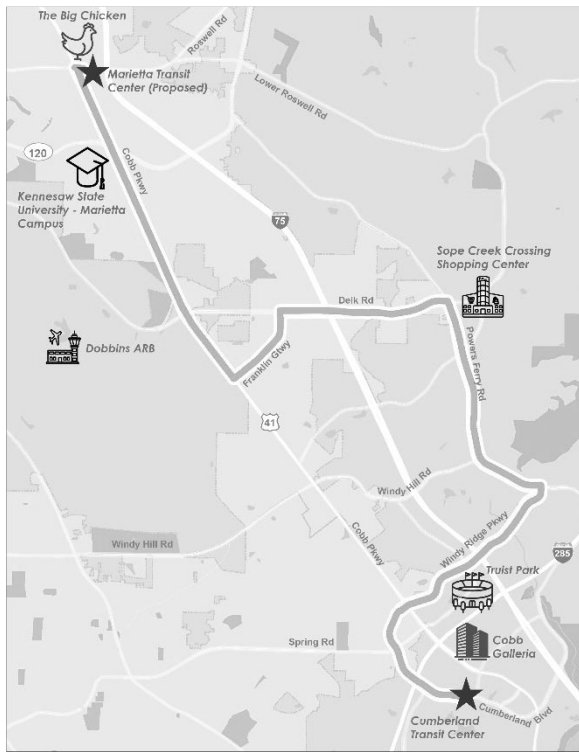 The Big Chicken
Roswell Rd
Marietta Transit
Center (Proposed)
Lower Roswell Rd
120
Cobb Pkwy
Kennesaw State
University - Marietta
Campus
75
Sope Creek Crossing
Shopping Center
Delk Rd
Dobbins ARB
Powers Ferry Rd
Franklin Gtwy
41
Windy Hill Rd
Cobb Pkwy
Windy Hill Rd
Windy Ridge Pkwy
285
Truist Park
Spring Rd
Cobb
Galleria
Cumberland Blvd
Cumberland
Transit Center